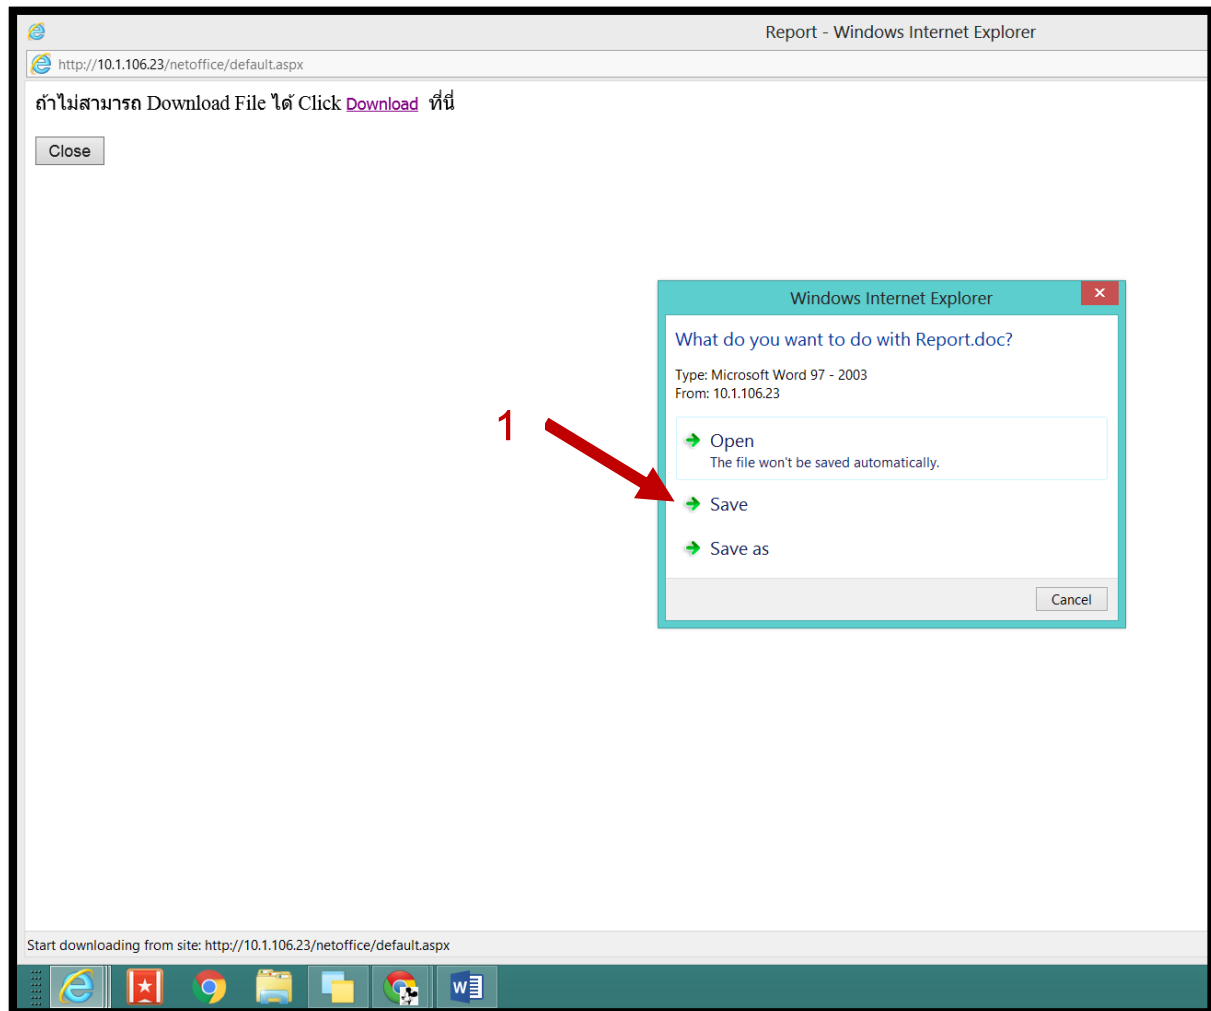 Report - Windows Internet Explorer
http://10.1.106.23/netoffice/default.aspx
ถ้าไม่สามารถ Download File ได้ Click Download ที่นี่
Close
Windows Internet Explorer
What do you want to do with Report.doc?
Type: Microsoft Word 97 - 2003
From: 10.1.106.23
1
Open
The file won't be saved automatically.
Save
Save as
Cancel
Start downloading from site: http://10.1.106.23/netoffice/default.aspx
W